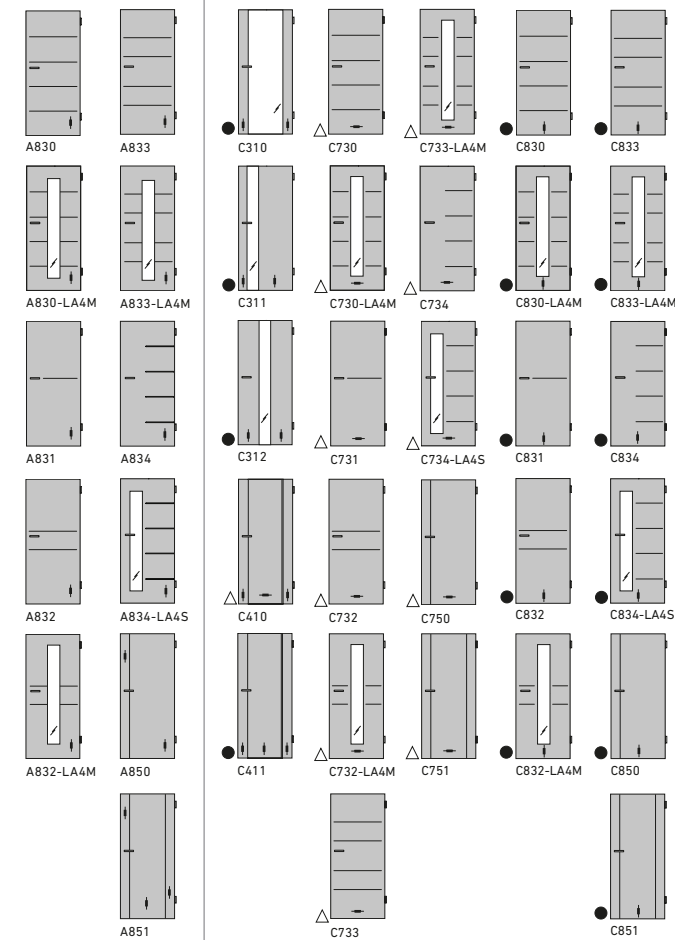 A830 A833 C310 C730 C733-LA4M C830 C833
A830-LA4M A833-LA4M C311 C730-LA4M C734 C830-LA4M C833-LA4M
A831 A834 C312 C731 C734-LA4S C831 C834
A832 A834-LA4S C410 C732 C750 C832 C834-LA4S
A832-LA4M A850 C411 C732-LA4M C751 C832-LA4M C850
A851 C733 C851